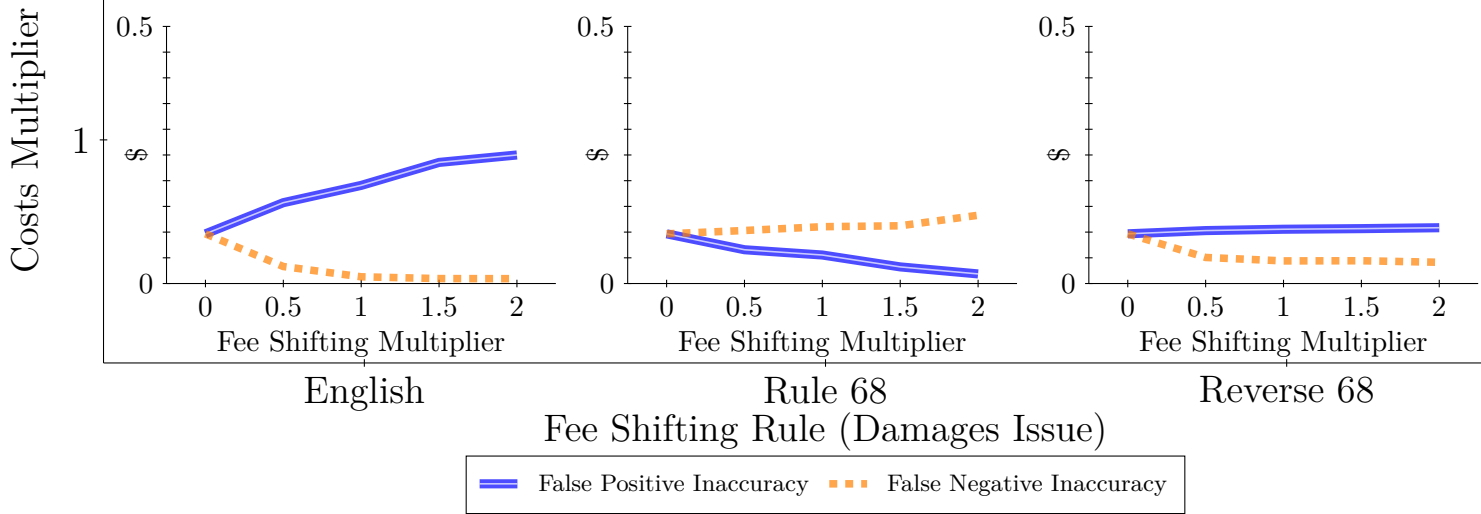 Costs Multiplier
1
0.5
0
$
0 0.5 1 1.5 2
Fee Shifting Multiplier
0.5
0
$
0 0.5 1 1.5 2
Fee Shifting Multiplier
0.5
0
$
0 0.5 1 1.5 2
Fee Shifting Multiplier
English
Rule 68
Reverse 68
Fee Shifting Rule (Damages Issue)
False Positive Inaccuracy
False Negative Inaccuracy